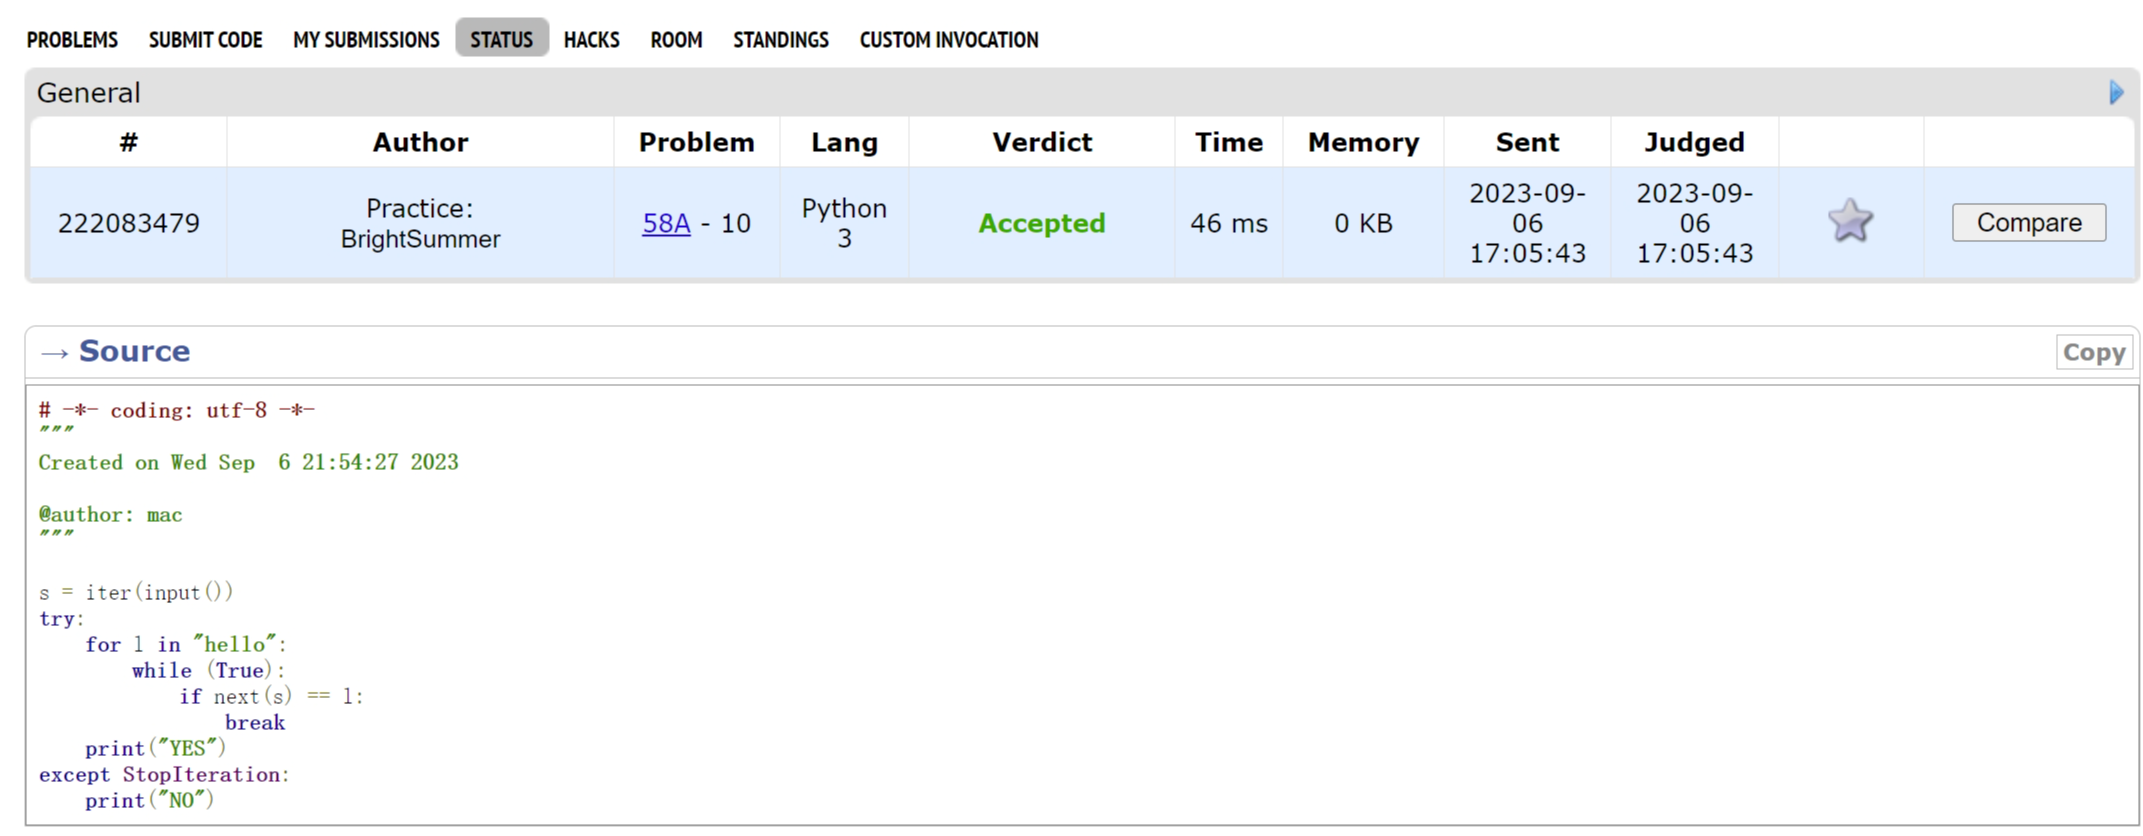 PROBLEMS SUBMIT CODE MY SUBMISSIONS STATUS HACKS ROOM STANDINGS CUSTOM INVOCATION
General
# Author Problem Lang Verdict Time Memory Sent Judged
222083479 Practice: BrightSummer 58A - 10 Python 3 Accepted 46 ms 0 KB 2023-09-06 17:05:43 2023-09-06 17:05:43 Compare
→ Source Copy
# -*- coding: utf-8 -*-
"""
Created on Wed Sep  6 21:54:27 2023

@author: mac
"""

s = iter(input())
try:
    for l in "hello":
        while (True):
            if next(s) == l:
                break
    print("YES")
except StopIteration:
    print("NO")